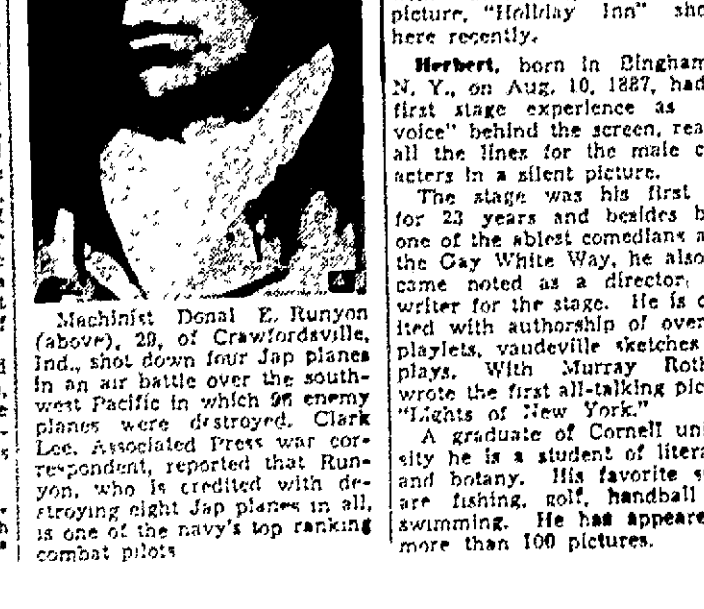 Machinist Donal E. Runyon
(above), 29, of Crawfordsville,
Ind., shot down four Jap planes
in an air battle over the south-
west Pacific in which 96 enemy
planes were destroyed. Clark
Lee, Associated Press war cor-
respondent, reported that Run-
yon, who is credited with de-
stroying eight Jap planes in all,
is one of the navy's top ranking
combat pilots
picture, "Holiday Inn"
here recently.
Herbert, born in
N. Y., on Aug. 10, 1887, had
first stage experience as
voice" behind the screen,
all the lines for the male
acters in a silent picture.
The stage was his first
for 23 years and besides
one of the ablest comedians
the Gay White Way, he also
came noted as a director,
writer for the stage. He is
ited with authorship of over
playlets, vaudeville sketches
plays. With Murray Roth
wrote the first all-talking
"Lights of New York."
A graduate of Cornell
sity he is a student of
and botany. His favorite
are fishing, golf, handball
swimming. He has appeared
more than 100 pictures.